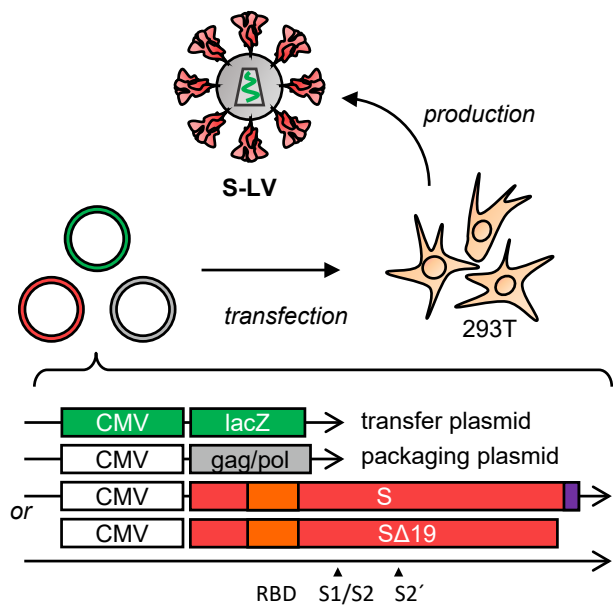 production
S-LV
transfection
293T
CMV lacZ transfer plasmid
CMV gag/pol packaging plasmid
or CMV S
CMV SΔ19
RBD S1/S2 S2´